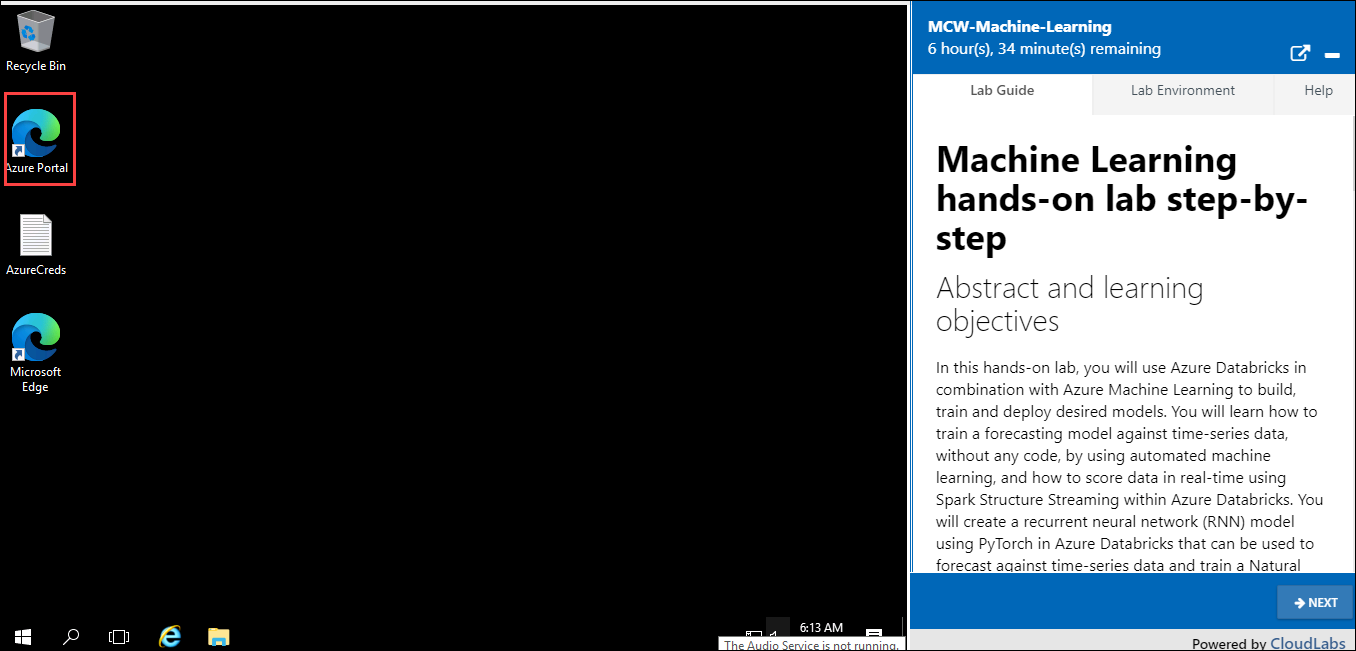 Recycle Bin
Azure Portal
AzureCreds
Microsoft
Edge
6:13 AM
The Audio Service is not running.
MCW-Machine-Learning
6 hour(s), 34 minute(s) remaining
Lab Guide
Lab Environment
Help
Machine Learning
hands-on lab step-by-
step
Abstract and learning
objectives
In this hands-on lab, you will use Azure Databricks in
combination with Azure Machine Learning to build,
train and deploy desired models. You will learn how to
train a forecasting model against time-series data,
without any code, by using automated machine
learning, and how to score data in real-time using
Spark Structure Streaming within Azure Databricks. You
will create a recurrent neural network (RNN) model
using PyTorch in Azure Databricks that can be used to
forecast against time-series data and train a Natural
NEXT
Powered by CloudLabs